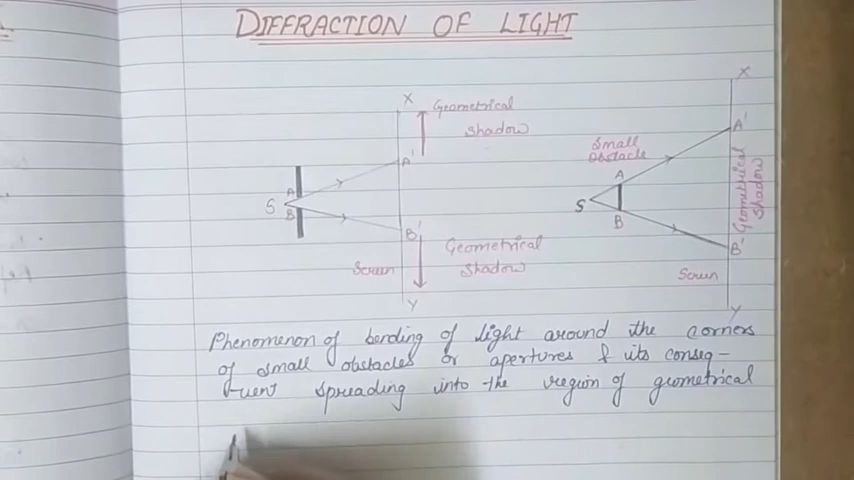 DIFFRACTION OF LIGHT
X
Geometrical
shadow
A'
A
S
B
B'
Geometrical
shadow
Screen
Y
X
A'
Small
obstacle
A
S
B
Geometrical
shadow
B'
Screen
Y
Phenomenon of bending of light around the corners
of small obstacles or apertures & its conseq-
uent spreading into the region of geometrical